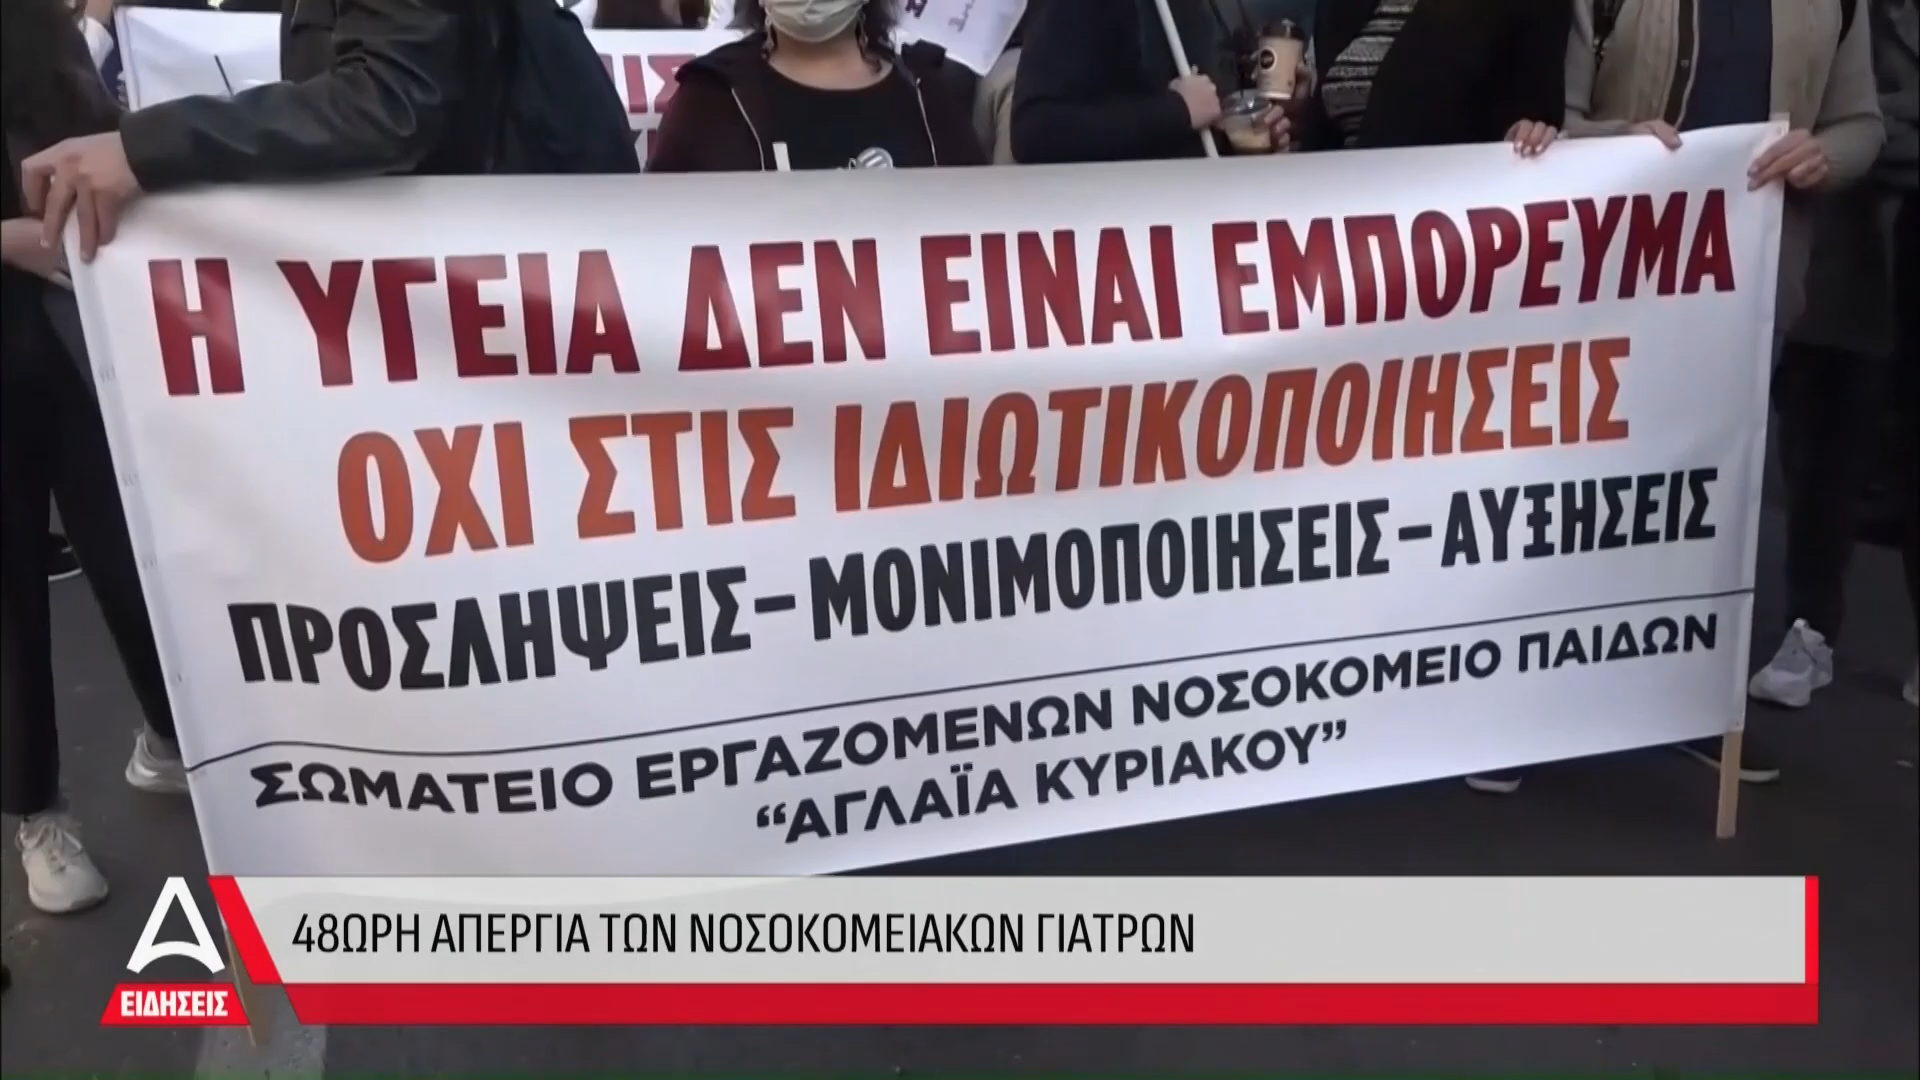 Η ΥΓΕΙΑ ΔΕΝ ΕΙΝΑΙ ΕΜΠΟΡΕΥΜΑ
ΟΧΙ ΣΤΙΣ ΙΔΙΩΤΙΚΟΠΟΙΗΣΕΙΣ
ΠΡΟΣΛΗΨΕΙΣ-ΜΟΝΙΜΟΠΟΙΗΣΕΙΣ-ΑΥΞΗΣΕΙΣ
ΣΩΜΑΤΕΙΟ ΕΡΓΑΖΟΜΕΝΩΝ ΝΟΣΟΚΟΜΕΙΟ ΠΑΙΔΩΝ
“ΑΓΛΑΪΑ ΚΥΡΙΑΚΟΥ”
48ΩΡΗ ΑΠΕΡΓΙΑ ΤΩΝ ΝΟΣΟΚΟΜΕΙΑΚΩΝ ΓΙΑΤΡΩΝ
ΕΙΔΗΣΕΙΣ